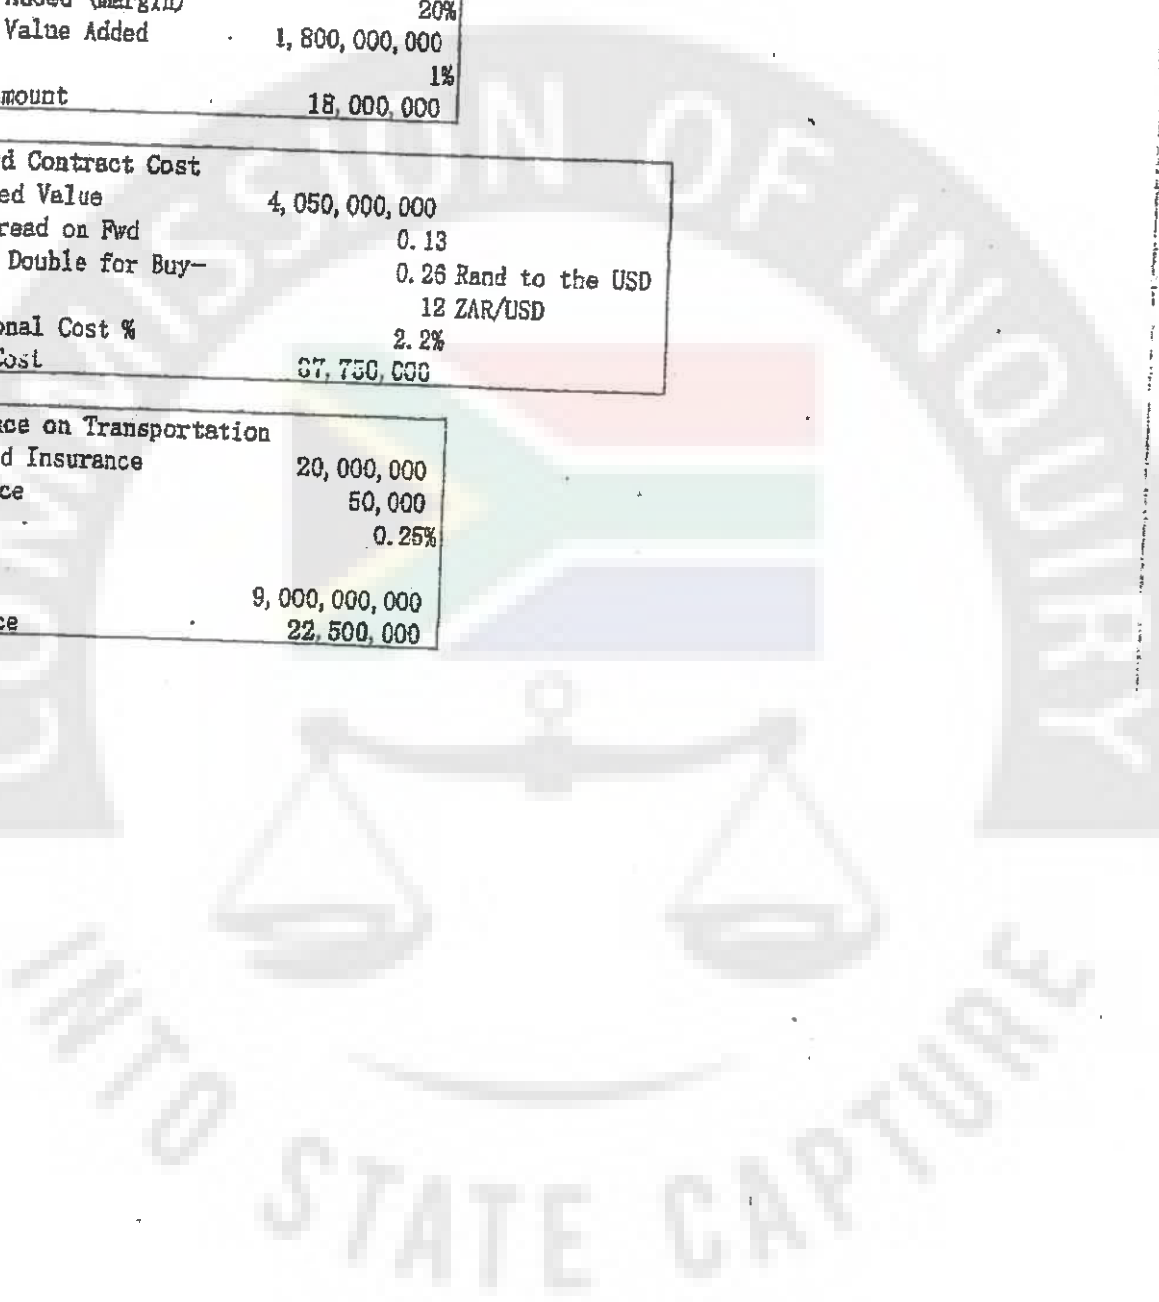 Added (margin) 20%
Value Added 1,800,000,000
1%
mount 18,000,000
d Contract Cost
ed Value 4,050,000,000
read on Fwd 0.13
Double for Buy- 0.26 Rand to the USD
12 ZAR/USD
onal Cost % 2.2%
Cost 87,750,000
ce on Transportation
d Insurance 20,000,000
ce 50,000
0.25%
9,000,000,000
ce 22,500,000
COMMISSION OF INQUIRY
INTO STATE CAPTURE